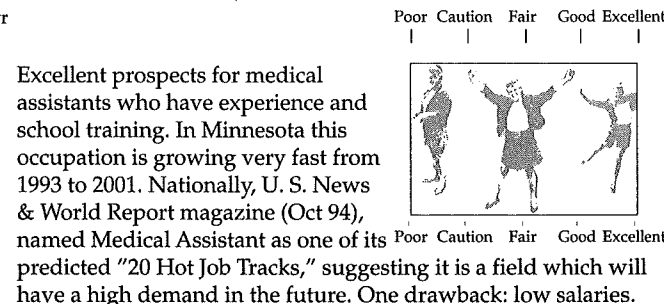 r
Poor Caution Fair Good Excellent
Excellent prospects for medical
assistants who have experience and
school training. In Minnesota this
occupation is growing very fast from
1993 to 2001. Nationally, U. S. News
& World Report magazine (Oct 94),
named Medical Assistant as one of its
Poor Caution Fair Good Excellent
predicted "20 Hot Job Tracks," suggesting it is a field which will
have a high demand in the future. One drawback: low salaries.